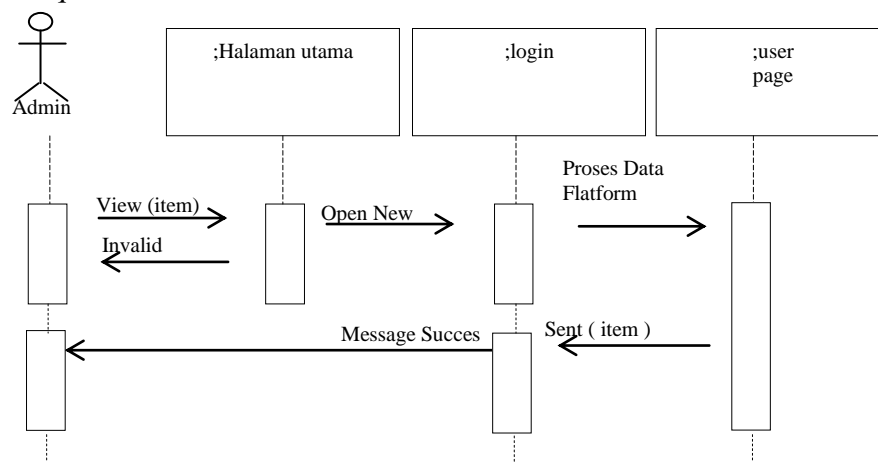 Admin
;Halaman utama
;login
;user
page
View (item)
Invalid
Open New
Proses Data
Flatform
Sent ( item )
Message Succes